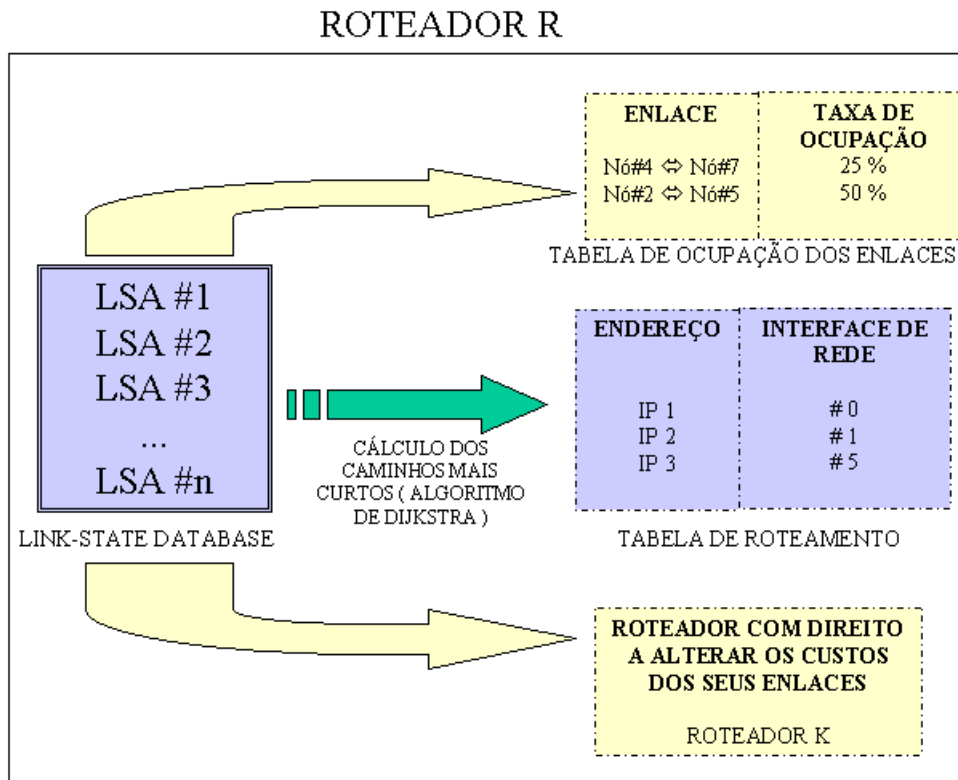 ROTEADOR R
ENLACE
TAXA DE
OCUPAÇÃO
Nó#4 ⇔ Nó#7
25 %
Nó#2 ⇔ Nó#5
50 %
TABELA DE OCUPAÇÃO DOS ENLACES
LSA #1
LSA #2
LSA #3
...
LSA #n
LINK-STATE DATABASE
CÁLCULO DOS
CAMINHOS MAIS
CURTOS ( ALGORITMO
DE DIJKSTRA )
ENDEREÇO
INTERFACE DE
REDE
IP 1
# 0
IP 2
# 1
IP 3
# 5
TABELA DE ROTEAMENTO
ROTEADOR COM DIREITO
A ALTERAR OS CUSTOS
DOS SEUS ENLACES
ROTEADOR K